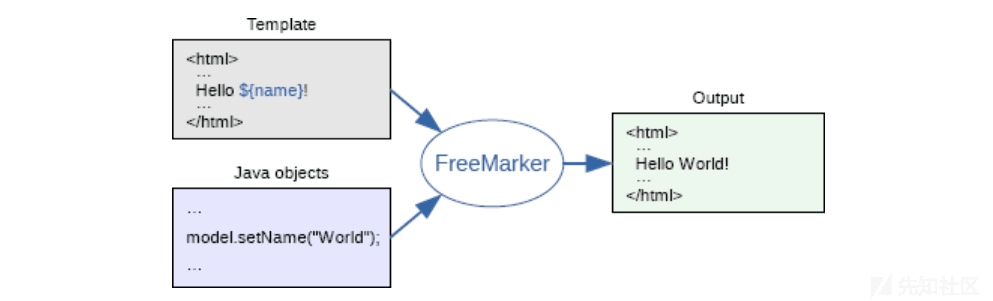 Template
<html>
...
Hello ${name}!
...
</html>
Java objects
...
model.setName("World");
...
FreeMarker
Output
<html>
...
Hello World!
...
</html>
先知社区